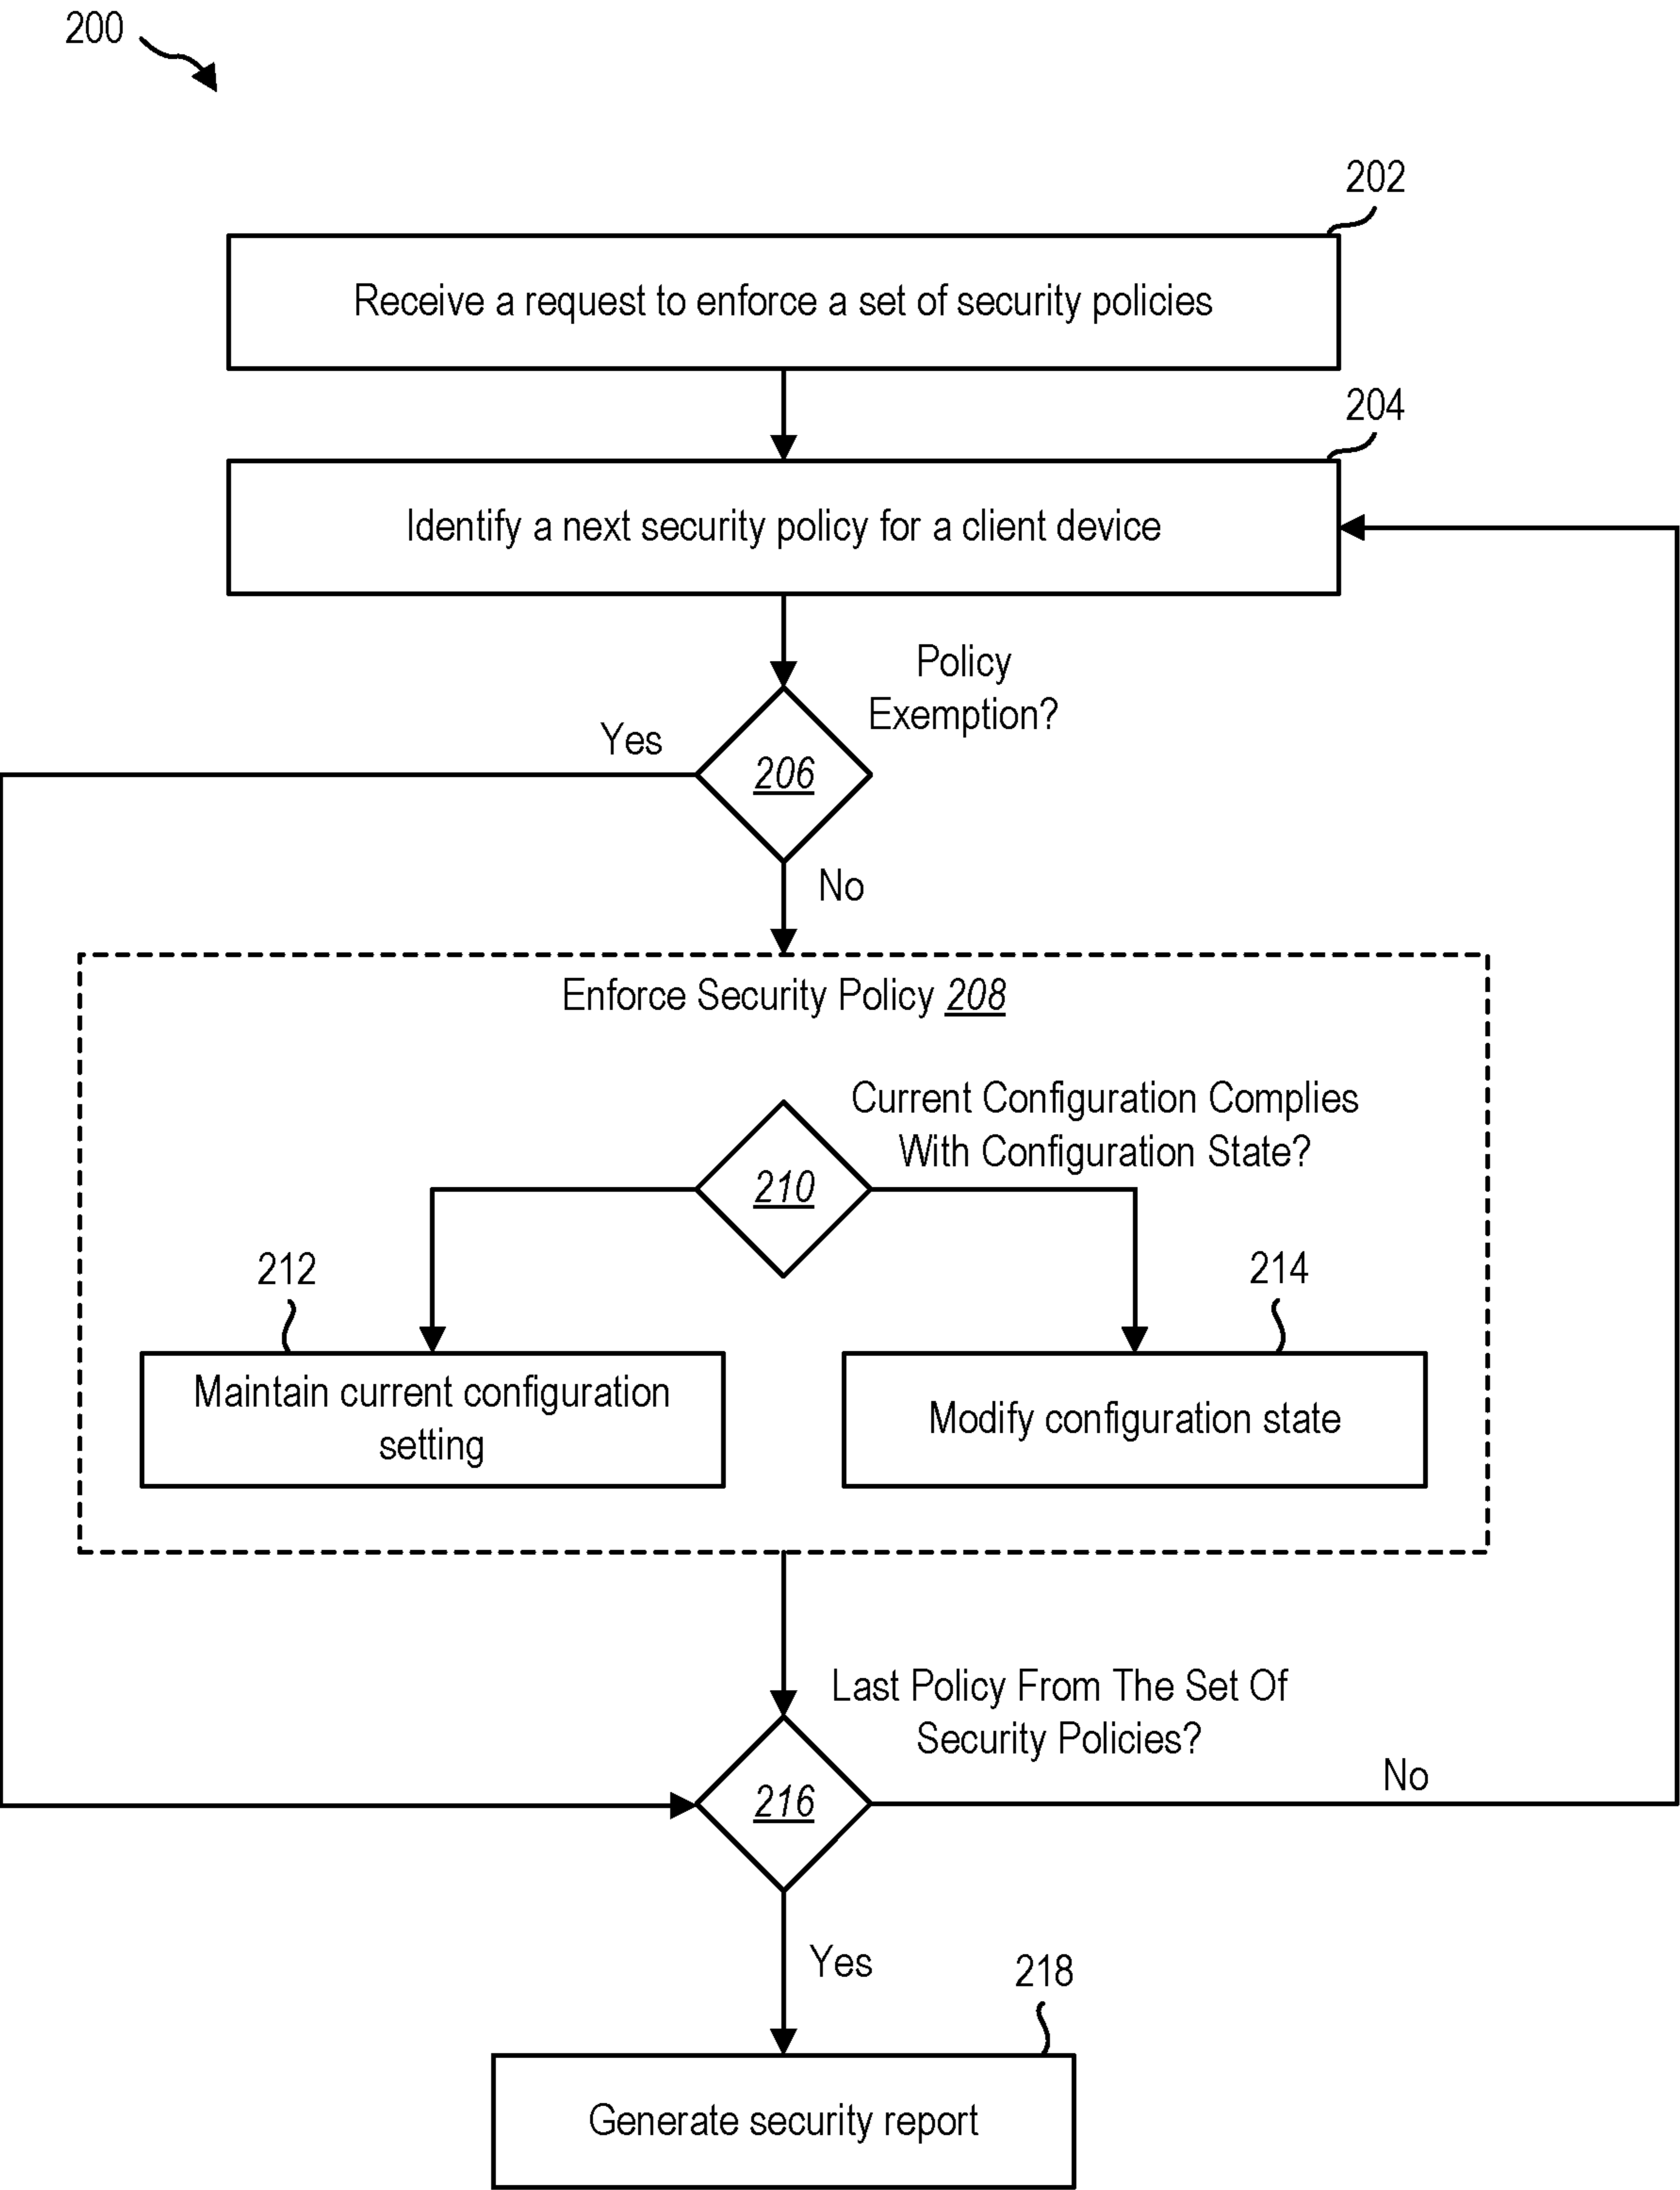 200
202
Receive a request to enforce a set of security policies
204
Identify a next security policy for a client device
Policy
Exemption?
Yes
206
No
Enforce Security Policy 208
Current Configuration Complies
With Configuration State?
210
212
214
Maintain current configuration
setting
Modify configuration state
Last Policy From The Set Of
Security Policies?
No
216
Yes
218
Generate security report